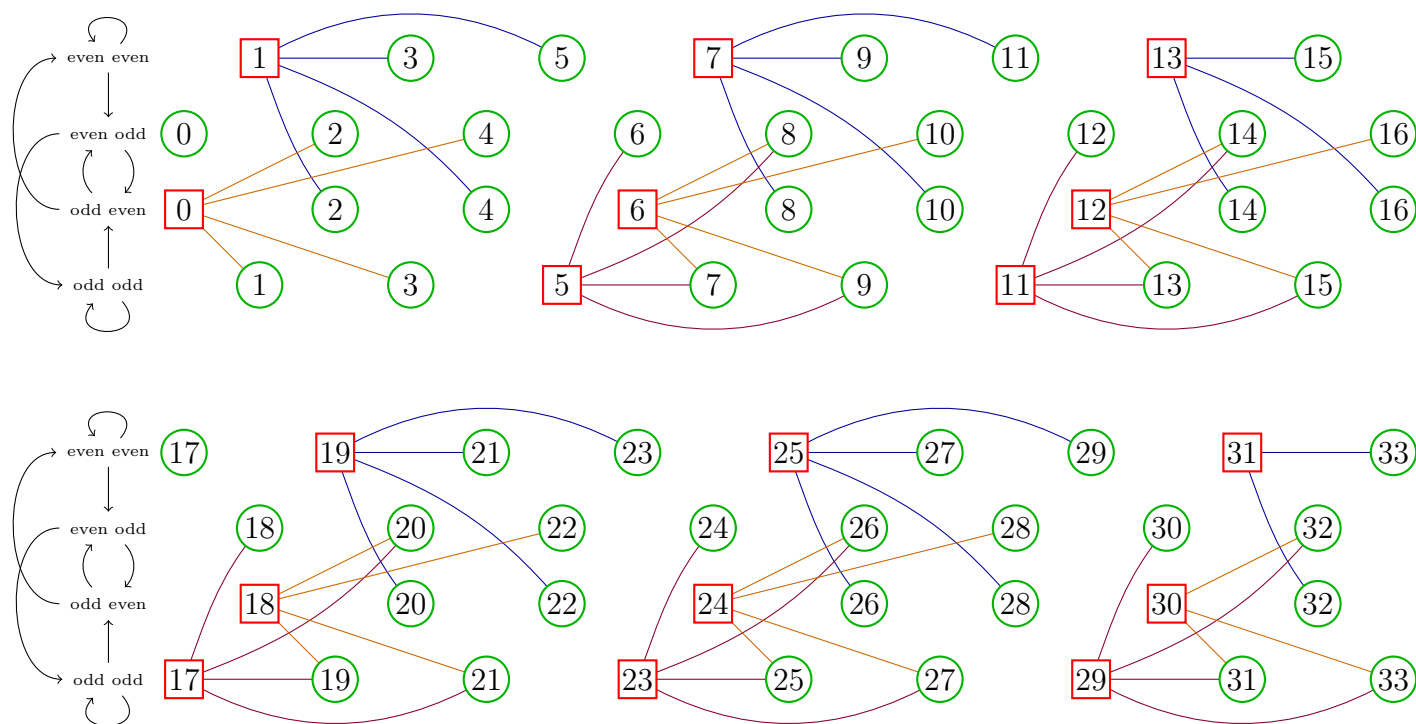 even even 1 3 5 7 9 11 13 15
even odd 0 2 4 6 8 10 12 14 16
odd even 0 2 4 6 8 10 12 14 16
odd odd 1 3 5 7 9 11 13 15
even even 17 19 21 23 25 27 29 31 33
even odd 18 20 22 24 26 28 30 32
odd even 18 20 22 24 26 28 30 32
odd odd 17 19 21 23 25 27 29 31 33